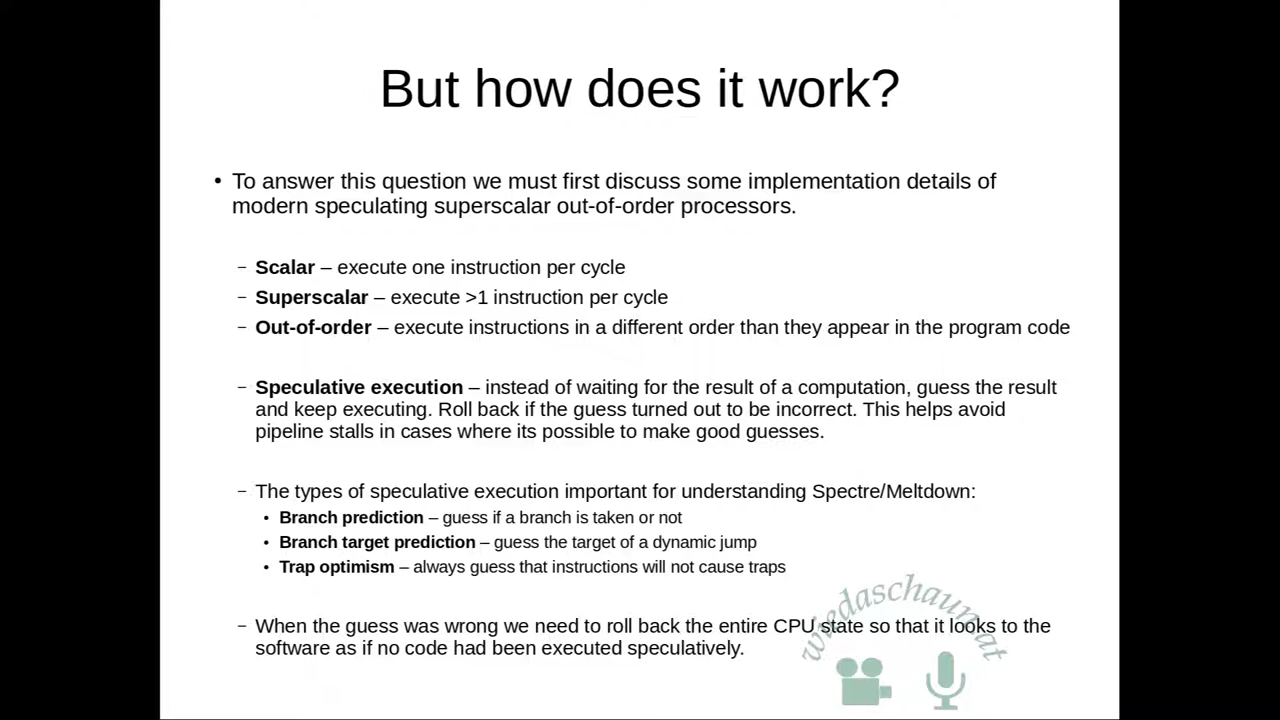 But how does it work?
• To answer this question we must first discuss some implementation details of
modern speculating superscalar out-of-order processors.
– Scalar – execute one instruction per cycle
– Superscalar – execute >1 instruction per cycle
– Out-of-order – execute instructions in a different order than they appear in the program code
– Speculative execution – instead of waiting for the result of a computation, guess the result
and keep executing. Roll back if the guess turned out to be incorrect. This helps avoid
pipeline stalls in cases where its possible to make good guesses.
– The types of speculative execution important for understanding Spectre/Meltdown:
• Branch prediction – guess if a branch is taken or not
• Branch target prediction – guess the target of a dynamic jump
• Trap optimism – always guess that instructions will not cause traps
– When the guess was wrong we need to roll back the entire CPU state so that it looks to the
software as if no code had been executed speculatively.
wiedaschaun.at